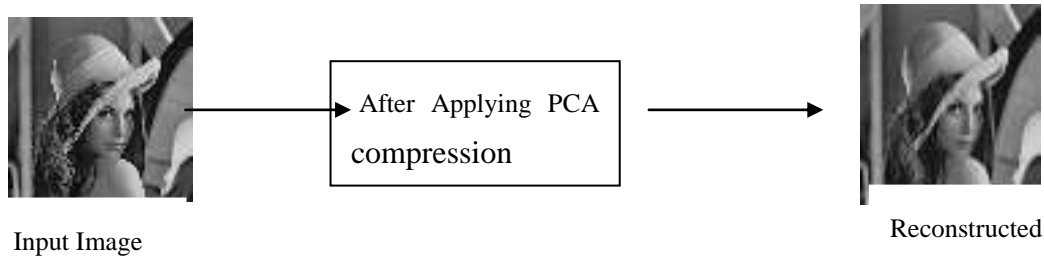 After Applying PCA
compression
Input Image
Reconstructed